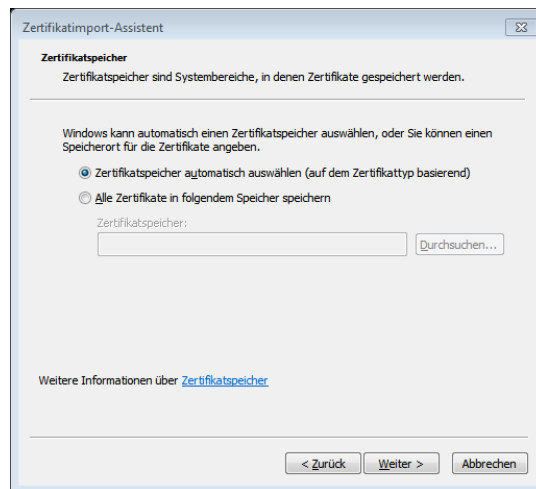 Zertifikatimport-Assistent
Zertifikatspeicher
Zertifikatspeicher sind Systembereiche, in denen Zertifikate gespeichert werden.
Windows kann automatisch einen Zertifikatspeicher auswählen, oder Sie können einen
Speicherort für die Zertifikate angeben.
Zertifikatspeicher automatisch auswählen (auf dem Zertifikattyp basierend)
Alle Zertifikate in folgendem Speicher speichern
Zertifikatspeicher:
Durchsuchen...
Weitere Informationen über Zertifikatspeicher
< Zurück Weiter > Abbrechen